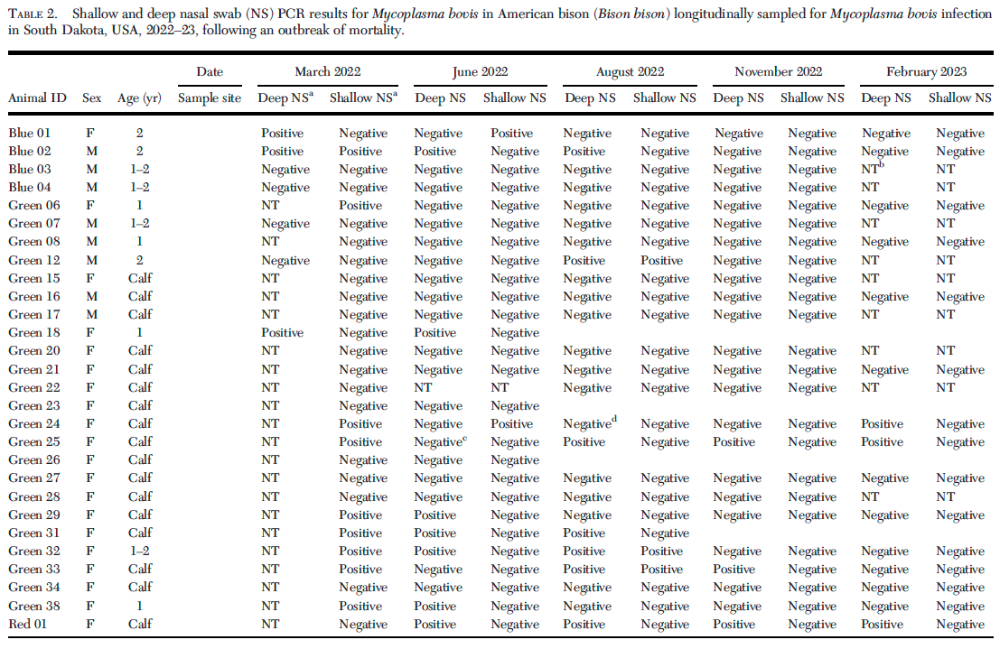 TABLE 2. Shallow and deep nasal swab (NS) PCR results for Mycoplasma bovis in American bison (Bison bison) longitudinally sampled for Mycoplasma bovis infection
in South Dakota, USA, 2022–23, following an outbreak of mortality.
Date March 2022 June 2022 August 2022 November 2022 February 2023
Animal ID Sex Age (yr) Sample site Deep NSa Shallow NSa Deep NS Shallow NS Deep NS Shallow NS Deep NS Shallow NS Deep NS Shallow NS
Blue 01 F 2 Positive Negative Negative Positive Negative Negative Negative Negative Negative Negative
Blue 02 M 2 Positive Positive Positive Negative Positive Negative Negative Negative Negative Negative
Blue 03 M 1–2 Negative Negative Negative Negative Negative Negative Negative Negative NTb NT
Blue 04 M 1–2 Negative Negative Negative Negative Negative Negative Negative Negative NT NT
Green 06 F 1 NT Positive Negative Negative Negative Negative Negative Negative Negative Negative
Green 07 M 1–2 Negative Negative Negative Negative Negative Negative Negative Negative NT NT
Green 08 M 1 NT Negative Negative Negative Negative Negative Negative Negative Negative Negative
Green 12 M 2 Negative Negative Negative Negative Positive Positive Negative Negative NT NT
Green 15 F Calf NT Negative Negative Negative Negative Negative Negative Negative NT NT
Green 16 M Calf NT Negative Negative Negative Negative Negative Negative Negative Negative Negative
Green 17 M Calf NT Negative Negative Negative Negative Negative Negative Negative NT NT
Green 18 F 1 Positive Negative Positive Negative
Green 20 F Calf NT Negative Negative Negative Negative Negative Negative Negative NT NT
Green 21 F Calf NT Negative Negative Negative Negative Negative Negative Negative Negative Negative
Green 22 F Calf NT Negative NT NT Negative Negative Negative Negative NT NT
Green 23 F Calf NT Negative Negative Negative
Green 24 F Calf NT Positive Negative Positive Negatived Negative Negative Negative Positive Negative
Green 25 F Calf NT Positive Negativec Negative Positive Negative Positive Negative Positive Negative
Green 26 F Calf NT Negative Negative Negative
Green 27 F Calf NT Negative Negative Negative Negative Negative Negative Negative Negative Negative
Green 28 F Calf NT Negative Negative Negative Negative Negative Negative Negative NT NT
Green 29 F Calf NT Positive Positive Negative Negative Negative Negative Negative Negative Negative
Green 31 F Calf NT Positive Positive Negative Positive Negative
Green 32 F 1–2 NT Positive Positive Negative Positive Positive Negative Negative Negative Negative
Green 33 F Calf NT Positive Negative Negative Positive Positive Positive Negative Negative Negative
Green 34 F Calf NT Negative Negative Negative Negative Negative Negative Negative Negative Negative
Green 38 F 1 NT Positive Positive Negative Negative Negative Negative Negative Negative Negative
Red 01 F Calf NT Negative Positive Negative Positive Negative Positive Negative Positive Negative